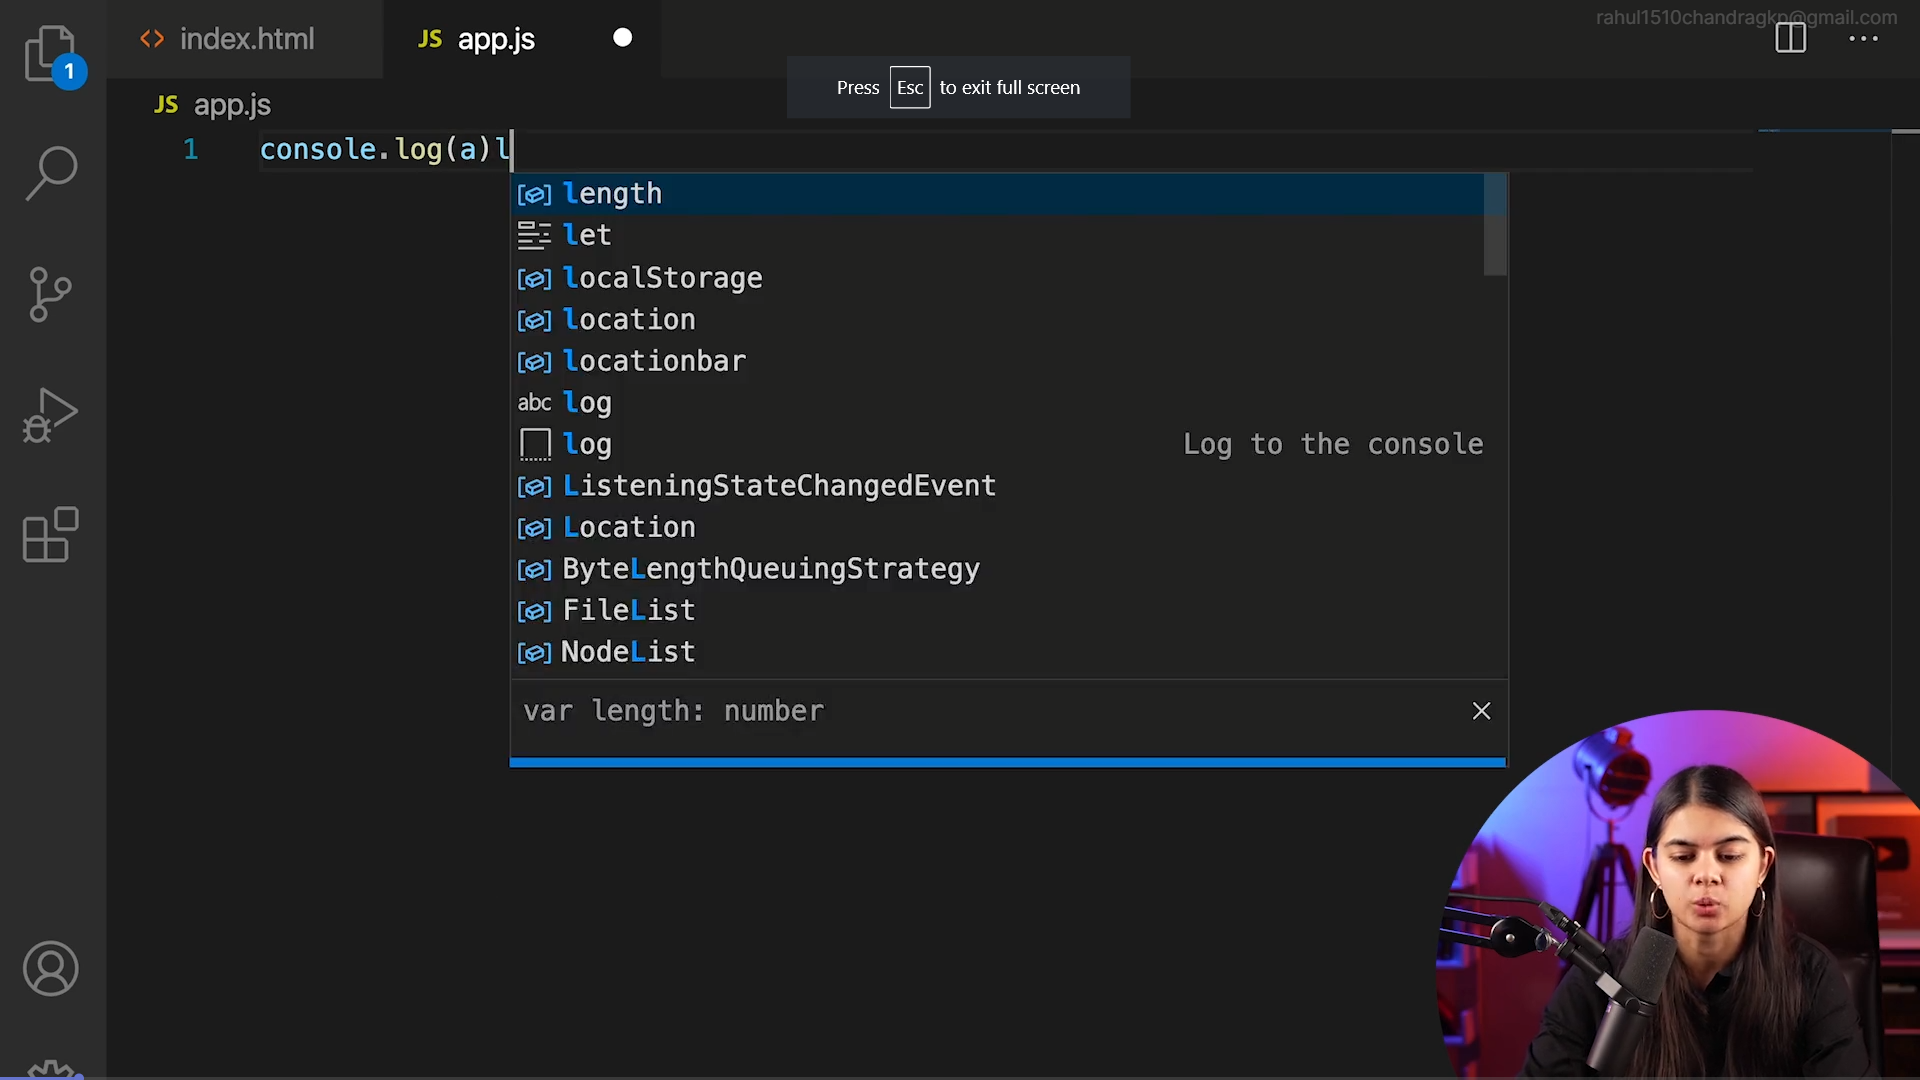 rahul1510chandragkp@gmail.com
index.html
JS app.js
1
Press Esc to exit full screen
JS app.js
1 console.log(a)l
length
let
localStorage
location
locationbar
abc log
log Log to the console
ListeningStateChangedEvent
Location
ByteLengthQueuingStrategy
FileList
NodeList
var length: number